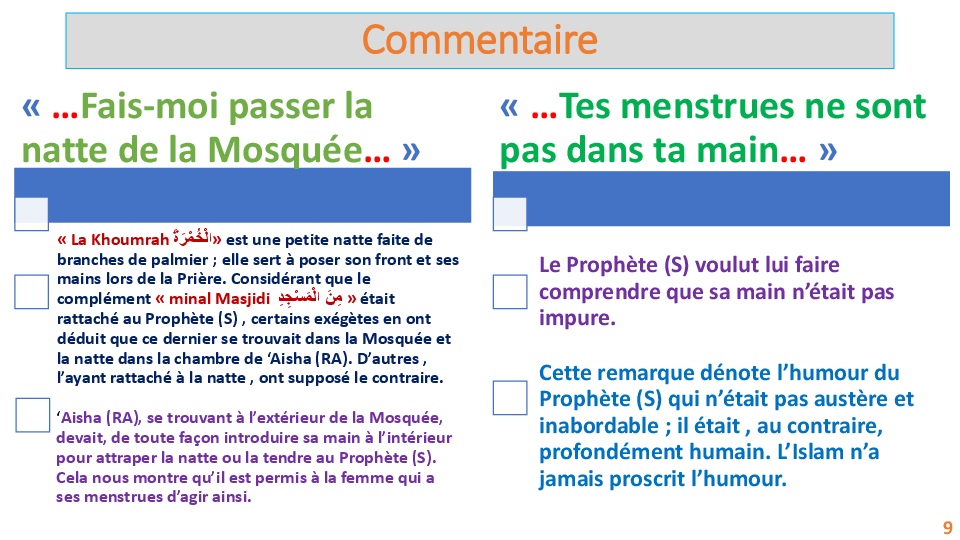 Commentaire
« …Fais-moi passer la
natte de la Mosquée… »
« La Khoumrah الْخُمْرَةُ» est une petite natte faite de
branches de palmier ; elle sert à poser son front et ses
mains lors de la Prière. Considérant que le
complément « minal Masjidi مِنَ الْمَسْجِدِ » était
rattaché au Prophète (S) , certains exégètes en ont
déduit que ce dernier se trouvait dans la Mosquée et
la natte dans la chambre de ‘Aisha (RA). D’autres ,
l’ayant rattaché à la natte , ont supposé le contraire.
‘Aisha (RA), se trouvant à l’extérieur de la Mosquée,
devait, de toute façon introduire sa main à l’intérieur
pour attraper la natte ou la tendre au Prophète (S).
Cela nous montre qu’il est permis à la femme qui a
ses menstrues d’agir ainsi.
« …Tes menstrues ne sont
pas dans ta main… »
Le Prophète (S) voulut lui faire
comprendre que sa main n’était pas
impure.
Cette remarque dénote l’humour du
Prophète (S) qui n’était pas austère et
inabordable ; il était , au contraire,
profondément humain. L’Islam n’a
jamais proscrit l’humour.
9